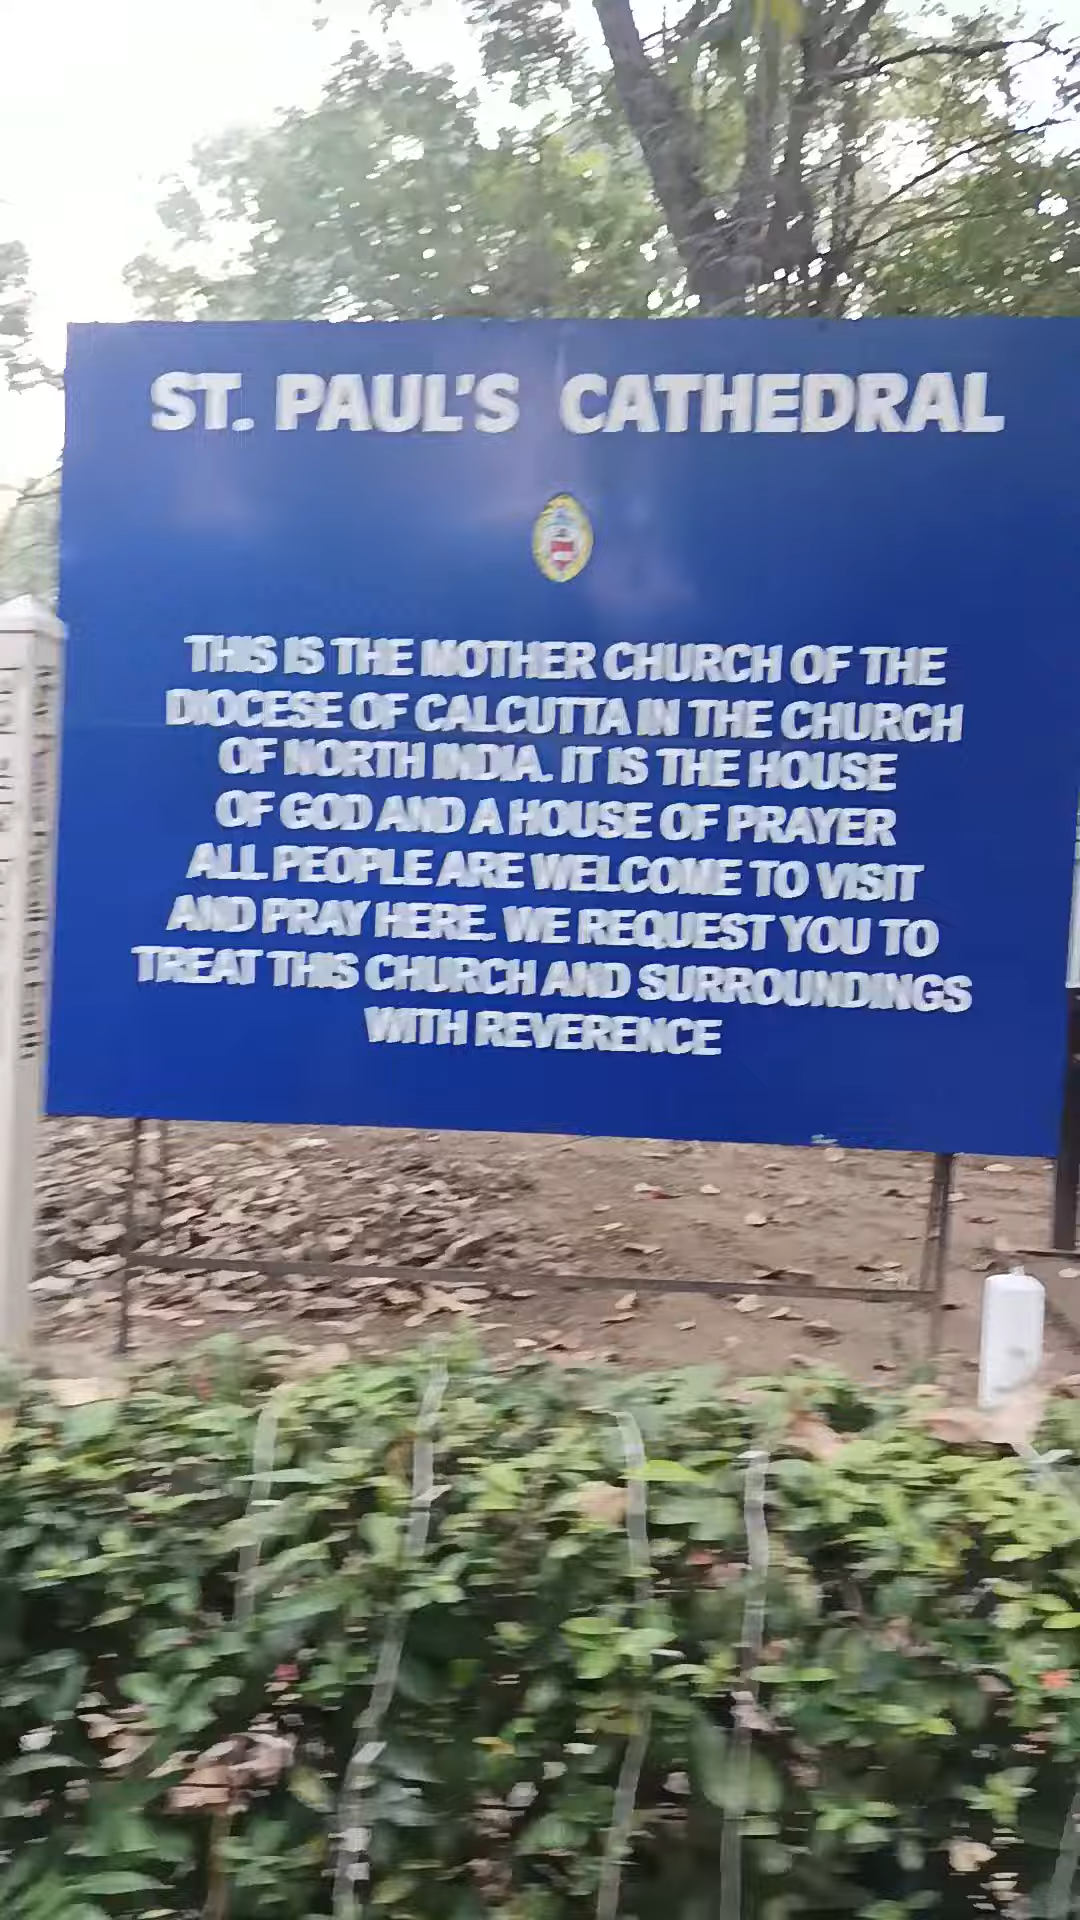 ST. PAUL'S CATHEDRAL
THIS IS THE MOTHER CHURCH OF THE
DIOCESE OF CALCUTTA IN THE CHURCH
OF NORTH INDIA. IT IS THE HOUSE
OF GOD AND A HOUSE OF PRAYER
ALL PEOPLE ARE WELCOME TO VISIT
AND PRAY HERE. WE REQUEST YOU TO
TREAT THIS CHURCH AND SURROUNDINGS
WITH REVERENCE